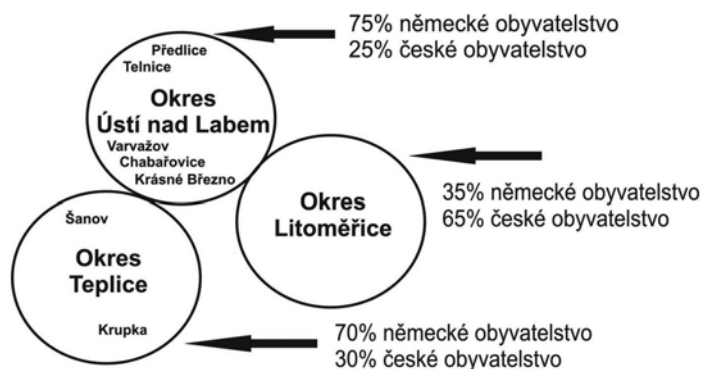 75% německé obyvatelstvo
25% české obyvatelstvo
Předlice
Telnice
Okres
Ústí nad Labem
Varvažov
Chabařovice
Krásné Březno
Okres
Litoměřice
35% německé obyvatelstvo
65% české obyvatelstvo
Šanov
Okres
Teplice
Krupka
70% německé obyvatelstvo
30% české obyvatelstvo